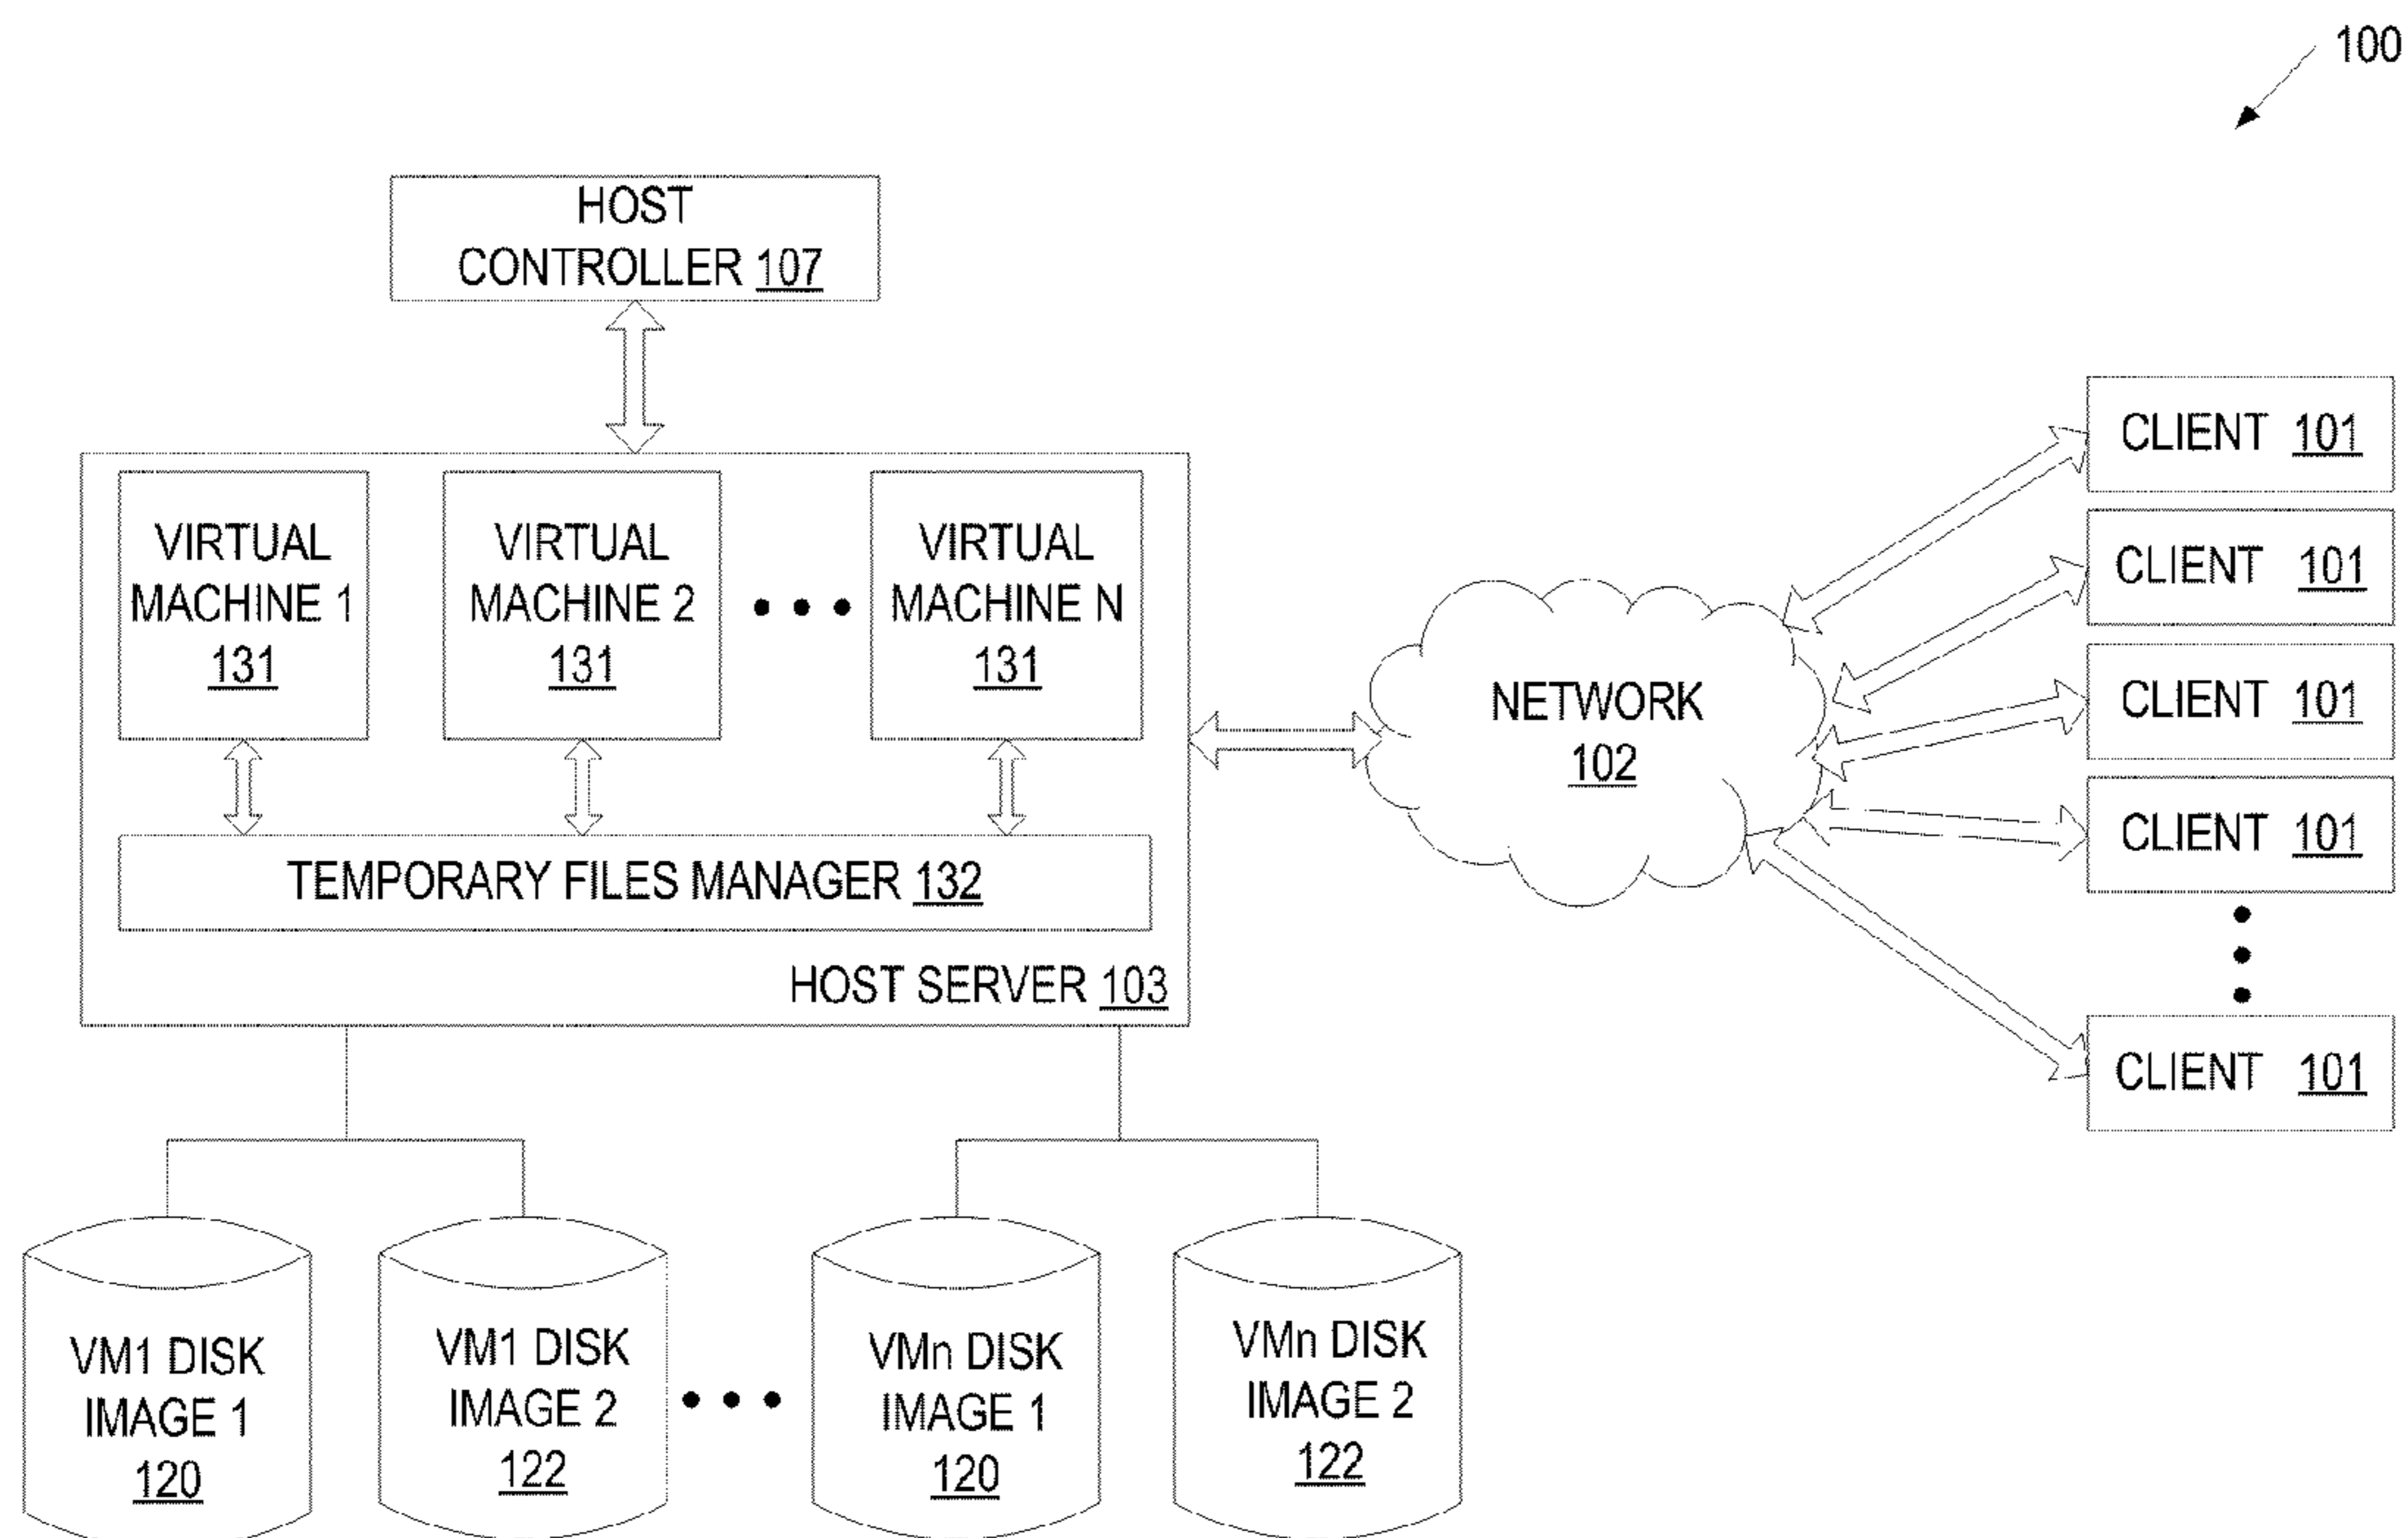 100
HOST
CONTROLLER 107
VIRTUAL
MACHINE 1
131
VIRTUAL
MACHINE 2
131
VIRTUAL
MACHINE N
131
TEMPORARY FILES MANAGER 132
HOST SERVER 103
NETWORK
102
CLIENT 101
CLIENT 101
CLIENT 101
CLIENT 101
CLIENT 101
VM1 DISK
IMAGE 1
120
VM1 DISK
IMAGE 2
122
VMn DISK
IMAGE 1
120
VMn DISK
IMAGE 2
122